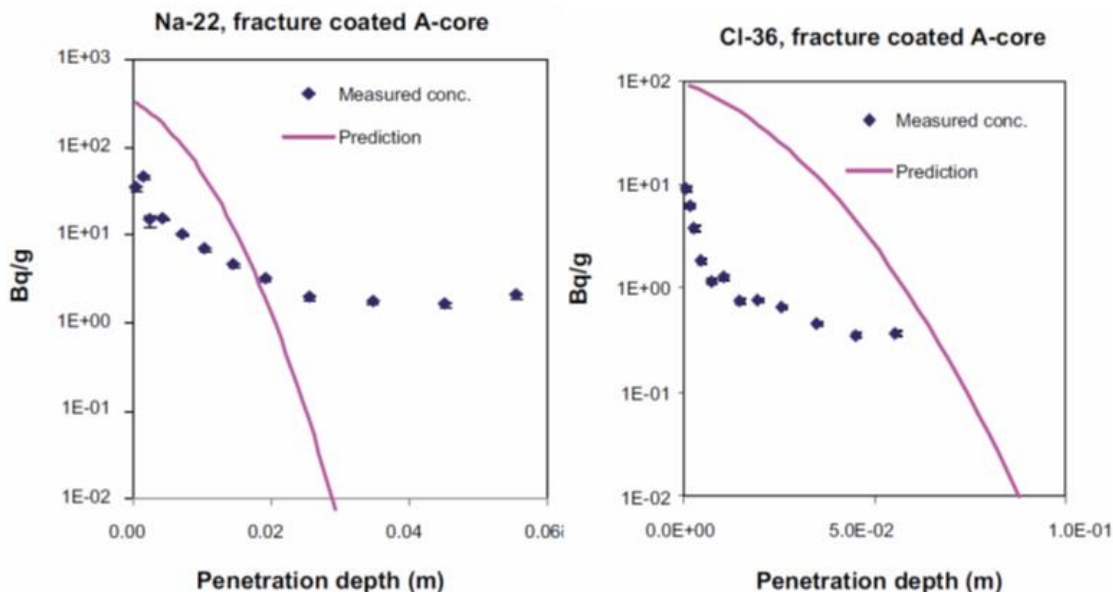 Na-22, fracture coated A-core
1E+03
1E+02
1E+01
1E+00
1E-01
1E-02
Bq/g
Measured conc.
Prediction
0.00
0.02
0.04
0.06
Penetration depth (m)
Cl-36, fracture coated A-core
1E+02
1E+01
1E+00
1E-01
1E-02
Bq/g
Measured conc.
Prediction
0.0E+00
5.0E-02
1.0E-01
Penetration depth (m)